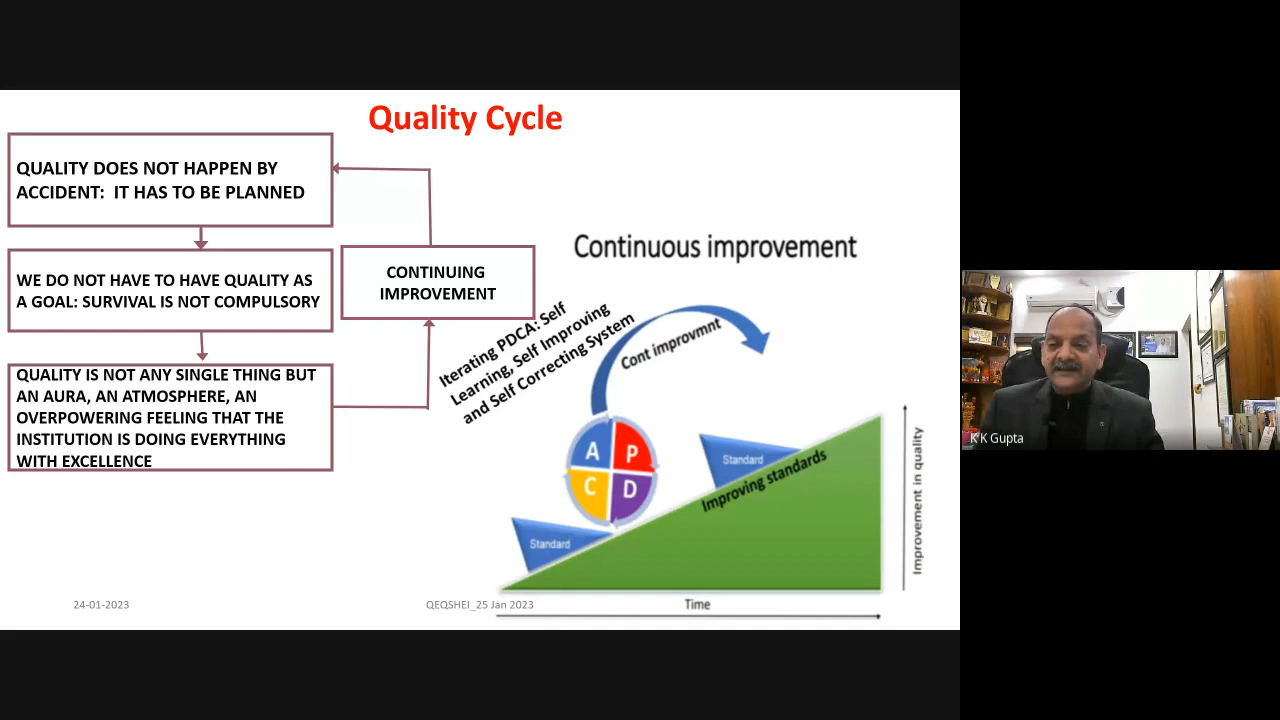 Quality Cycle
QUALITY DOES NOT HAPPEN BY
ACCIDENT: IT HAS TO BE PLANNED
WE DO NOT HAVE TO HAVE QUALITY AS
A GOAL: SURVIVAL IS NOT COMPULSORY
QUALITY IS NOT ANY SINGLE THING BUT
AN AURA, AN ATMOSPHERE, AN
OVERPOWERING FEELING THAT THE
INSTITUTION IS DOING EVERYTHING
WITH EXCELLENCE
CONTINUING
IMPROVEMENT
Continuous improvement
Iterating PDCA: Self
Learning, Self Improving
and Self Correcting System
Cont improvmnt
A P
C D
Standard
Standard
Improving standards
Improvement in quality
Time
24-01-2023
QEQSHEI_25 Jan 2023
K K Gupta